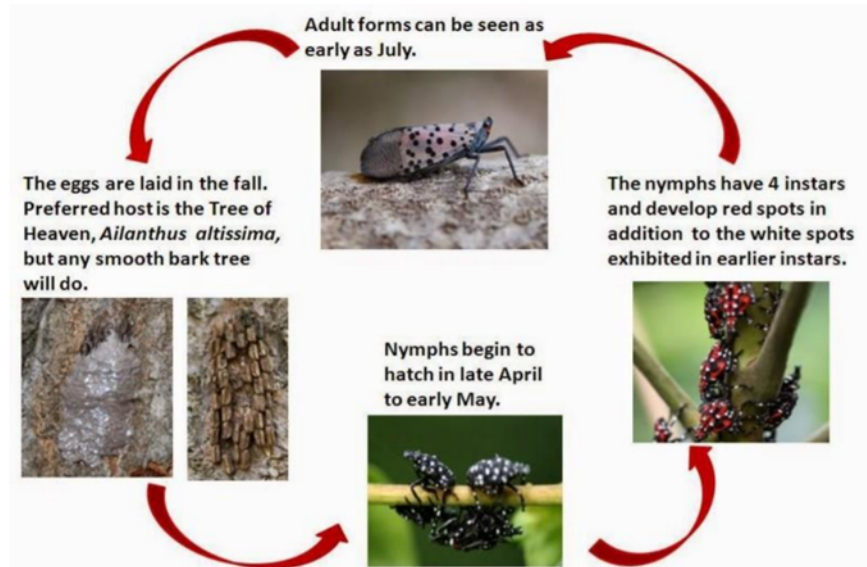 Adult forms can be seen as
early as July.
The eggs are laid in the fall.
Preferred host is the Tree of
Heaven, Ailanthus altissima,
but any smooth bark tree
will do.
Nymphs begin to
hatch in late April
to early May.
The nymphs have 4 instars
and develop red spots in
addition to the white spots
exhibited in earlier instars.